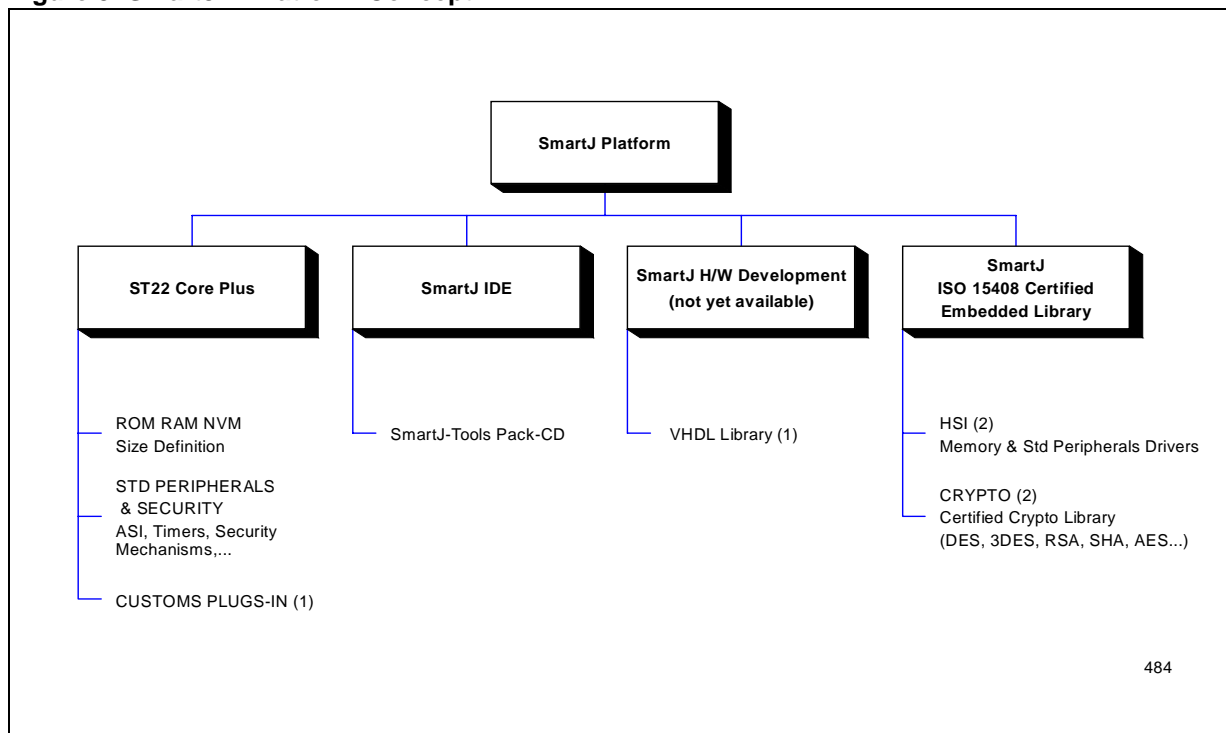 SmartJ Platform
ST22 Core Plus
SmartJ IDE
SmartJ H/W Development
(not yet available)
SmartJ
ISO 15408 Certified
Embedded Library
ROM RAM NVM
Size Definition
STD PERIPHERALS
& SECURITY
ASI, Timers, Security
Mechanisms,...
CUSTOMS PLUGS-IN (1)
SmartJ-Tools Pack-CD
VHDL Library (1)
HSI (2)
Memory & Std Peripherals Drivers
CRYPTO (2)
Certified Crypto Library
(DES, 3DES, RSA, SHA, AES...)
484